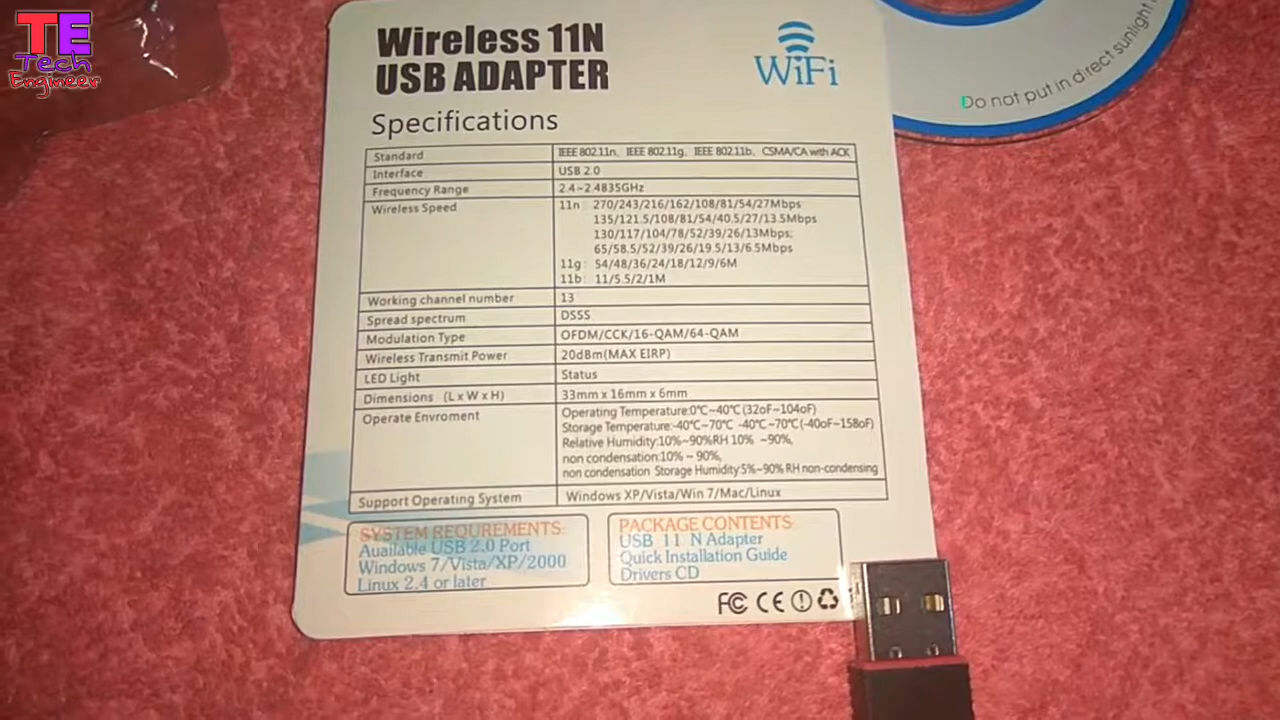 TE
Tech
Engineer
Wireless 11N
USB ADAPTER
WiFi
Do not put in direct sunlight
Specifications
Standard IEEE 802.11n、IEEE 802.11g、IEEE 802.11b、CSMA/CA with ACK
Interface USB 2.0
Frequency Range 2.4~2.4835GHz
Wireless Speed 11n: 270/243/216/162/108/81/54/27Mbps
135/121.5/108/81/54/40.5/27/13.5Mbps
130/117/104/78/52/39/26/13Mbps;
65/58.5/52/39/26/19.5/13/6.5Mbps
11g: 54/48/36/24/18/12/9/6M
11b: 11/5.5/2/1M
Working channel number 13
Spread spectrum DSSS
Modulation Type OFDM/CCK/16-QAM/64-QAM
Wireless Transmit Power 20dBm(MAX EIRP)
LED Light Status
Dimensions (L x W x H) 33mm x 16mm x 6mm
Operate Enviroment Operating Temperature:0℃~40℃ (32oF~104oF)
Storage Temperature:-40℃~70℃ -40℃~70℃ (-40oF~158oF)
Relative Humidity:10%~90%RH 10% ~90%,
non condensation:10% ~ 90%,
non condensation Storage Humidity:5%~90% RH non-condensing
Support Operating System Windows XP/Vista/Win 7/Mac/Linux
SYSTEM REQUREMENTS:
Auailable USB 2.0 Port
Windows 7/Vista/XP/2000
Linux 2.4 or later
PACKAGE CONTENTS:
USB 11 N Adapter
Quick Installation Guide
Drivers CD
FC CE